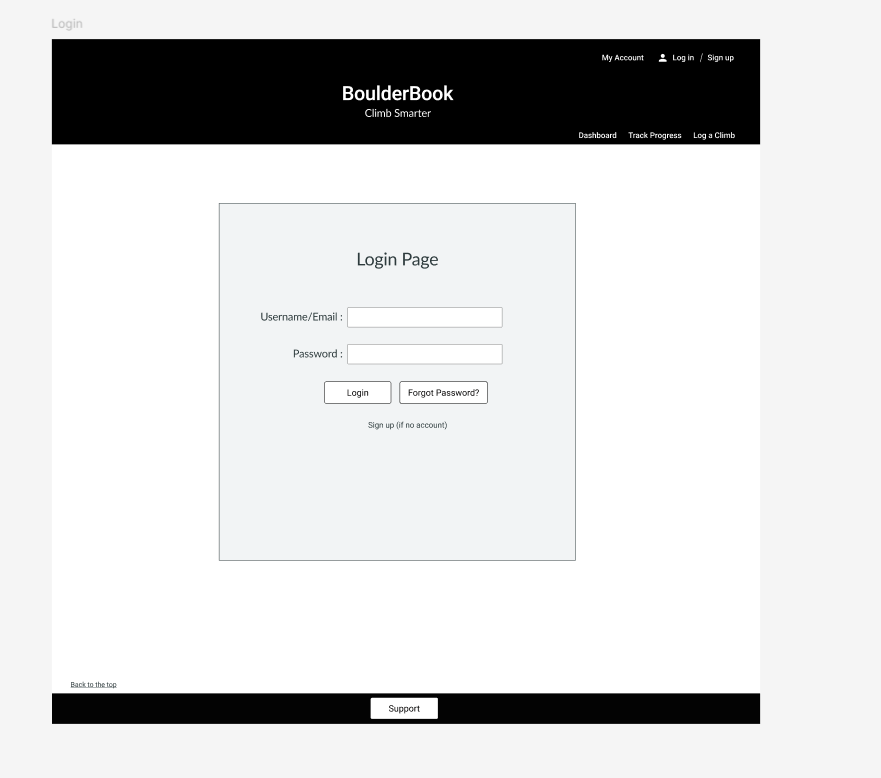 Login
My Account Log in / Sign up
BoulderBook
Climb Smarter
Dashboard Track Progress Log a Climb
Login Page
Username/Email :
Password :
Login Forgot Password?
Sign up (if no account)
Back to the top
Support